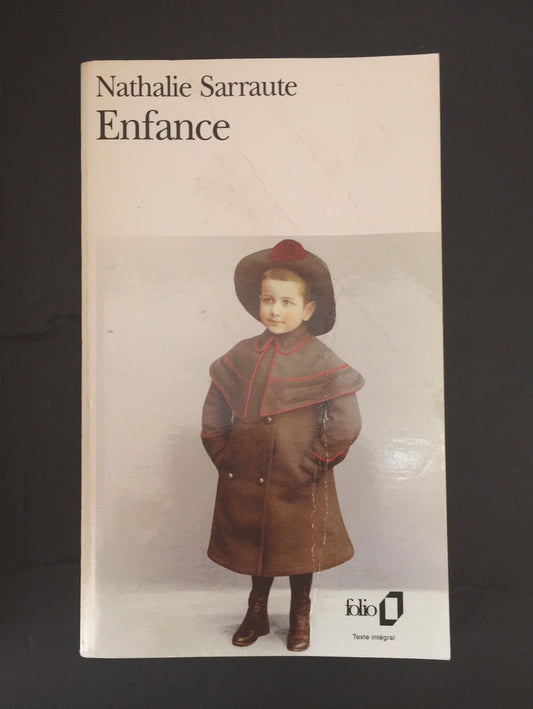 Nathalie Sarraute
Enfance
folio
Texte intégral